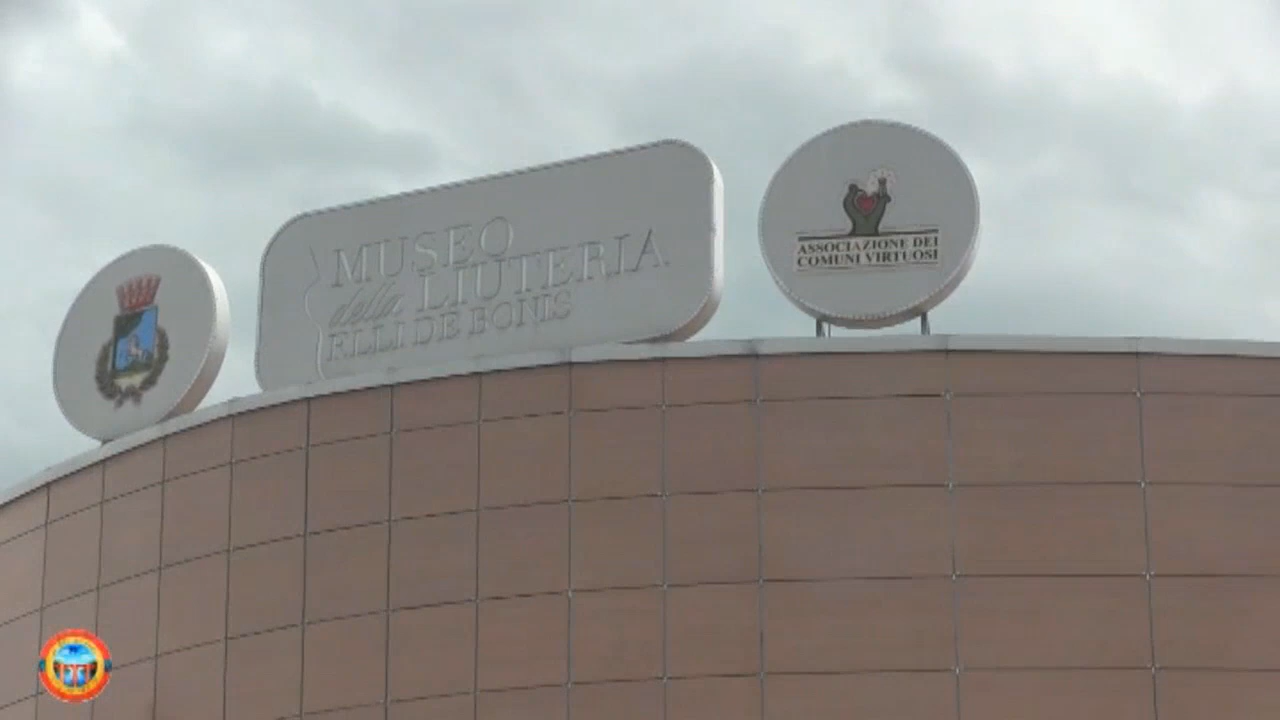 MUSEO
della LIUTERIA
F.LLI DE BONIS
ASSOCIAZIONE DEI
COMUNI VIRTUOSI